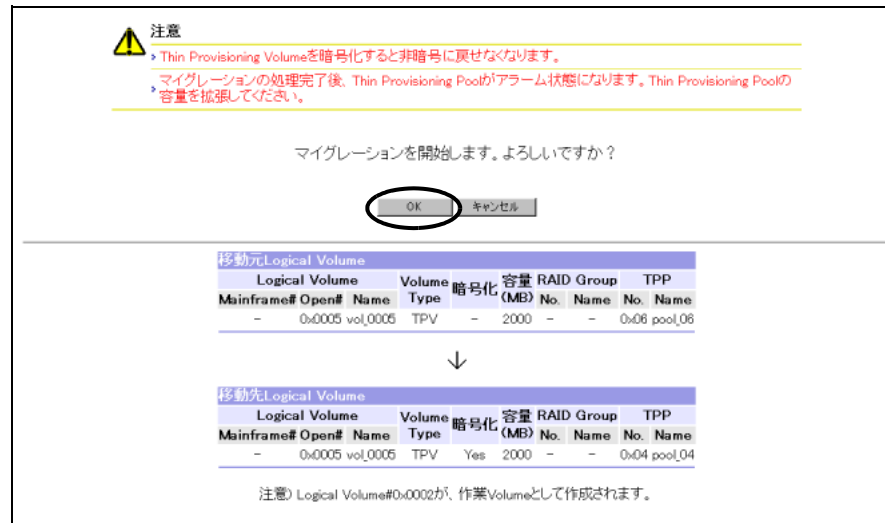 注意
Thin Provisioning Volumeを暗号化すると非暗号に戻せなくなります。
マイグレーションの処理完了後、Thin Provisioning Poolがアラーム状態になります。Thin Provisioning Poolの
容量を拡張してください。
マイグレーションを開始します。よろしいですか？
OK キャンセル
移動元Logical Volume
Logical Volume Volume Type 暗号化 容量(MB) RAID Group TPP
Mainframe# Open# Name No. Name No. Name
- 0x0005 vol_0005 TPV - 2000 - - 0x06 pool_06
↓
移動先Logical Volume
Logical Volume Volume Type 暗号化 容量(MB) RAID Group TPP
Mainframe# Open# Name No. Name No. Name
- 0x0005 vol_0005 TPV Yes 2000 - - 0x04 pool_04
注意) Logical Volume#0x0002が、作業Volumeとして作成されます。